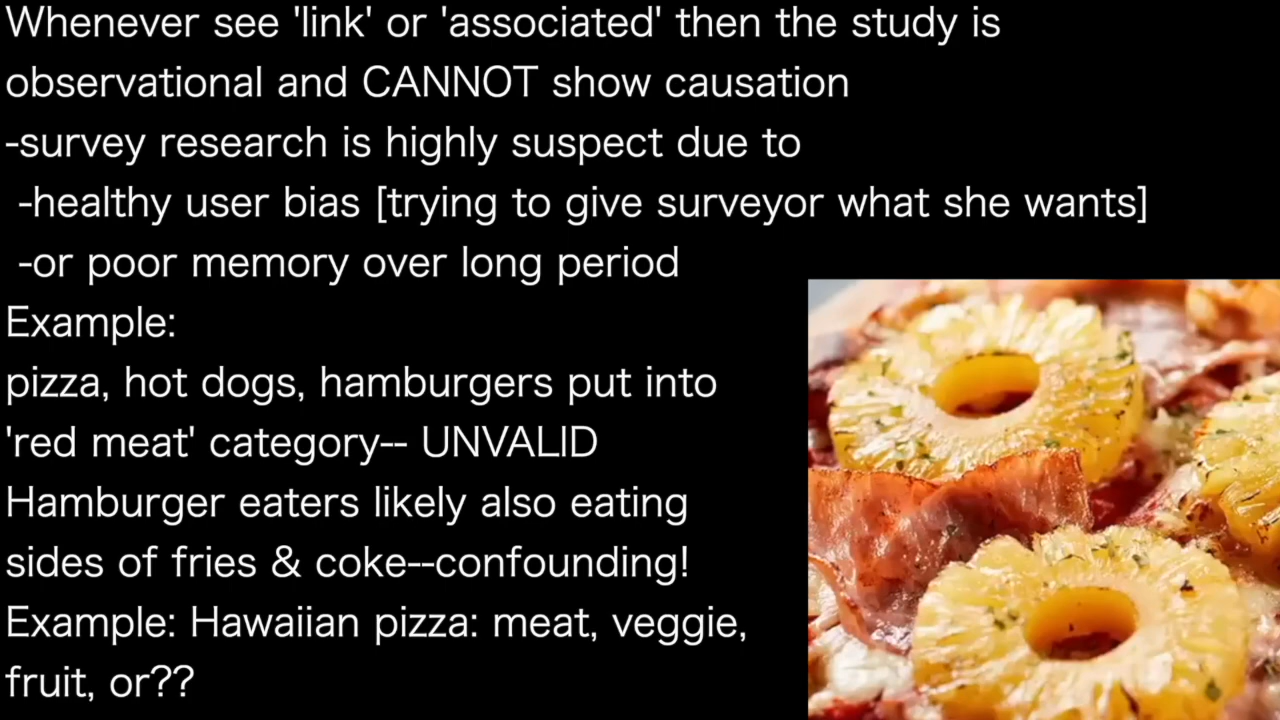 Whenever see 'link' or 'associated' then the study is
observational and CANNOT show causation
-survey research is highly suspect due to
-healthy user bias [trying to give surveyor what she wants]
-or poor memory over long period
Example:
pizza, hot dogs, hamburgers put into
'red meat' category-- UNVALID
Hamburger eaters likely also eating
sides of fries & coke--confounding!
Example: Hawaiian pizza: meat, veggie,
fruit, or??